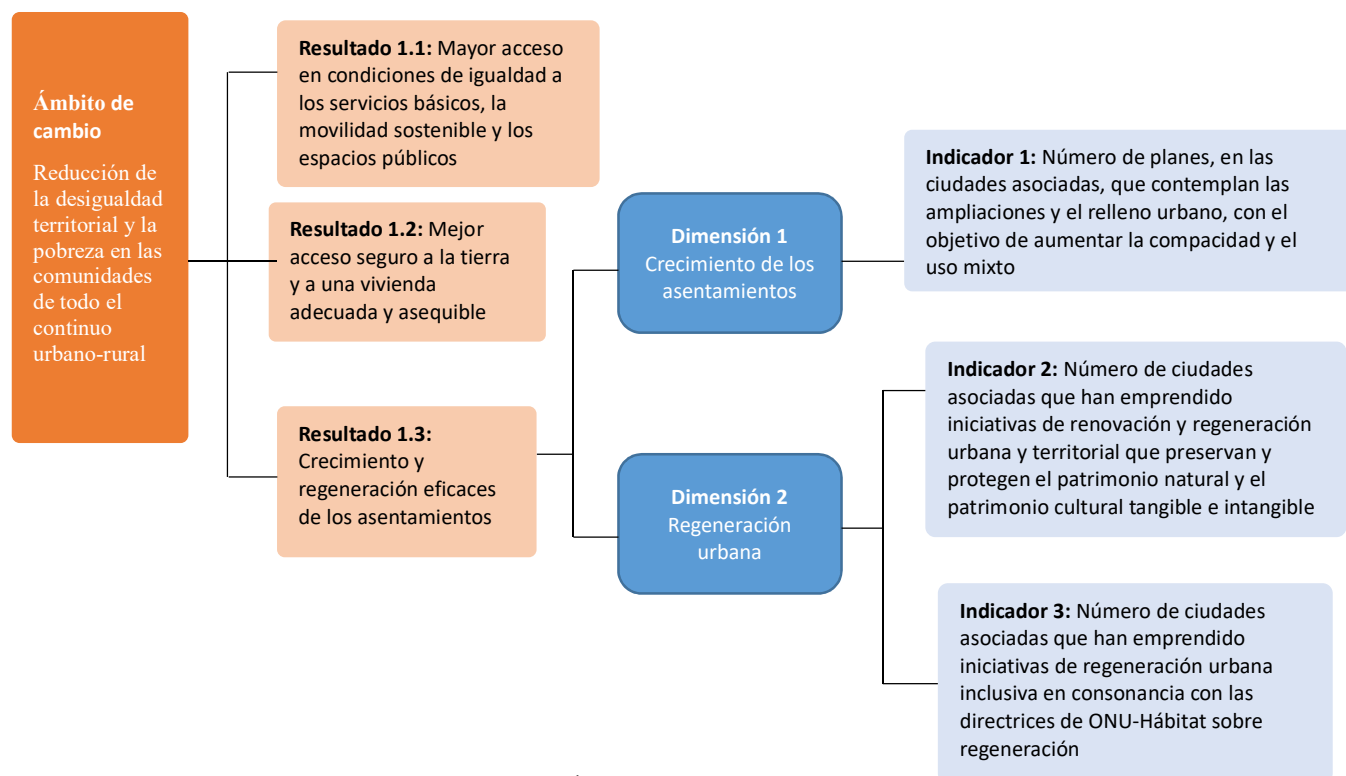 Ámbito de
cambio
Reducción de
la desigualdad
territorial y la
pobreza en las
comunidades
de todo el
continuo
urbano-rural
Resultado 1.1: Mayor acceso
en condiciones de igualdad a
los servicios básicos, la
movilidad sostenible y los
espacios públicos
Resultado 1.2: Mejor
acceso seguro a la tierra
y a una vivienda
adecuada y asequible
Resultado 1.3:
Crecimiento y
regeneración eficaces
de los asentamientos
Dimensión 1
Crecimiento de los
asentamientos
Dimensión 2
Regeneración
urbana
Indicador 1: Número de planes, en las
ciudades asociadas, que contemplan las
ampliaciones y el relleno urbano, con el
objetivo de aumentar la compacidad y el
uso mixto
Indicador 2: Número de ciudades
asociadas que han emprendido
iniciativas de renovación y regeneración
urbana y territorial que preservan y
protegen el patrimonio natural y el
patrimonio cultural tangible e intangible
Indicador 3: Número de ciudades
asociadas que han emprendido
iniciativas de regeneración urbana
inclusiva en consonancia con las
directrices de ONU-Hábitat sobre
regeneración